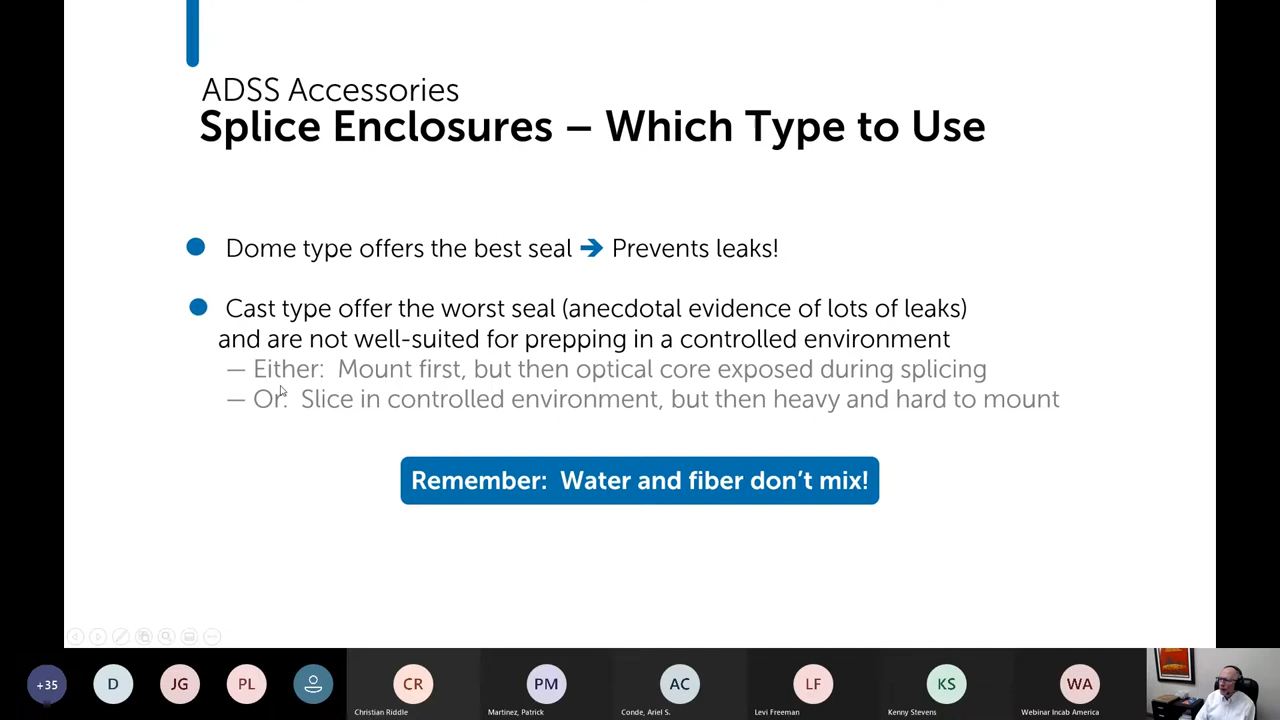 ADSS Accessories
Splice Enclosures – Which Type to Use
Dome type offers the best seal ➔ Prevents leaks!
Cast type offer the worst seal (anecdotal evidence of lots of leaks)
and are not well-suited for prepping in a controlled environment
— Either: Mount first, but then optical core exposed during splicing
— Or: Slice in controlled environment, but then heavy and hard to mount
Remember: Water and fiber don’t mix!
+35
D
JG
PL
CR
PM
AC
LF
KS
WA
Christian Riddle
Martinez, Patrick
Conde, Ariel S.
Levi Freeman
Kenny Stevens
Webinar Incab America